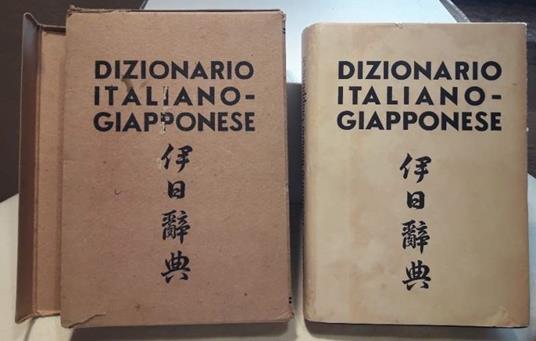 DIZIONARIO
ITALIANO-
GIAPPONESE
伊日辭典
DIZIONARIO
ITALIANO-
GIAPPONESE
伊日辭典